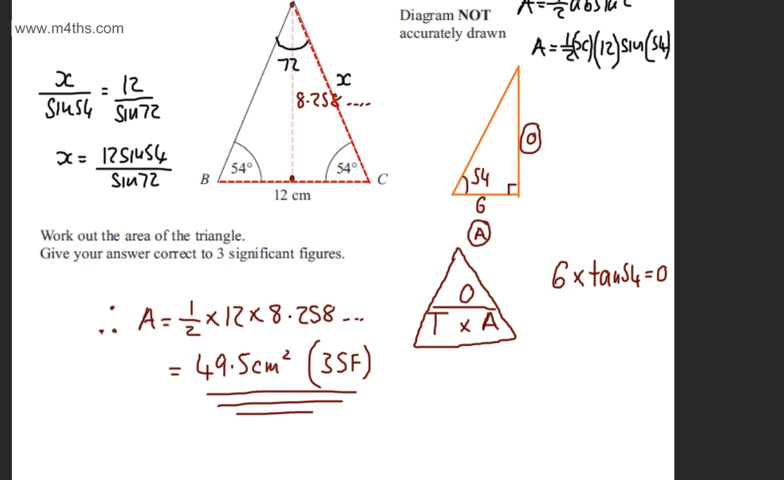 www.m4ths.com
Diagram NOT
accurately drawn
A = 1/2 ab sin C
A = 1/2 (x)(12) sin(54)
72
x
8.258....
x/sin54 = 12/sin72
x = 12sin54/sin72
B
54°
54°
C
12 cm
54
O
6
A
Work out the area of the triangle.
Give your answer correct to 3 significant figures.
O
T x A
6 x tan54 = O
∴ A = 1/2 x 12 x 8.258...
= 49.5cm² (3SF)